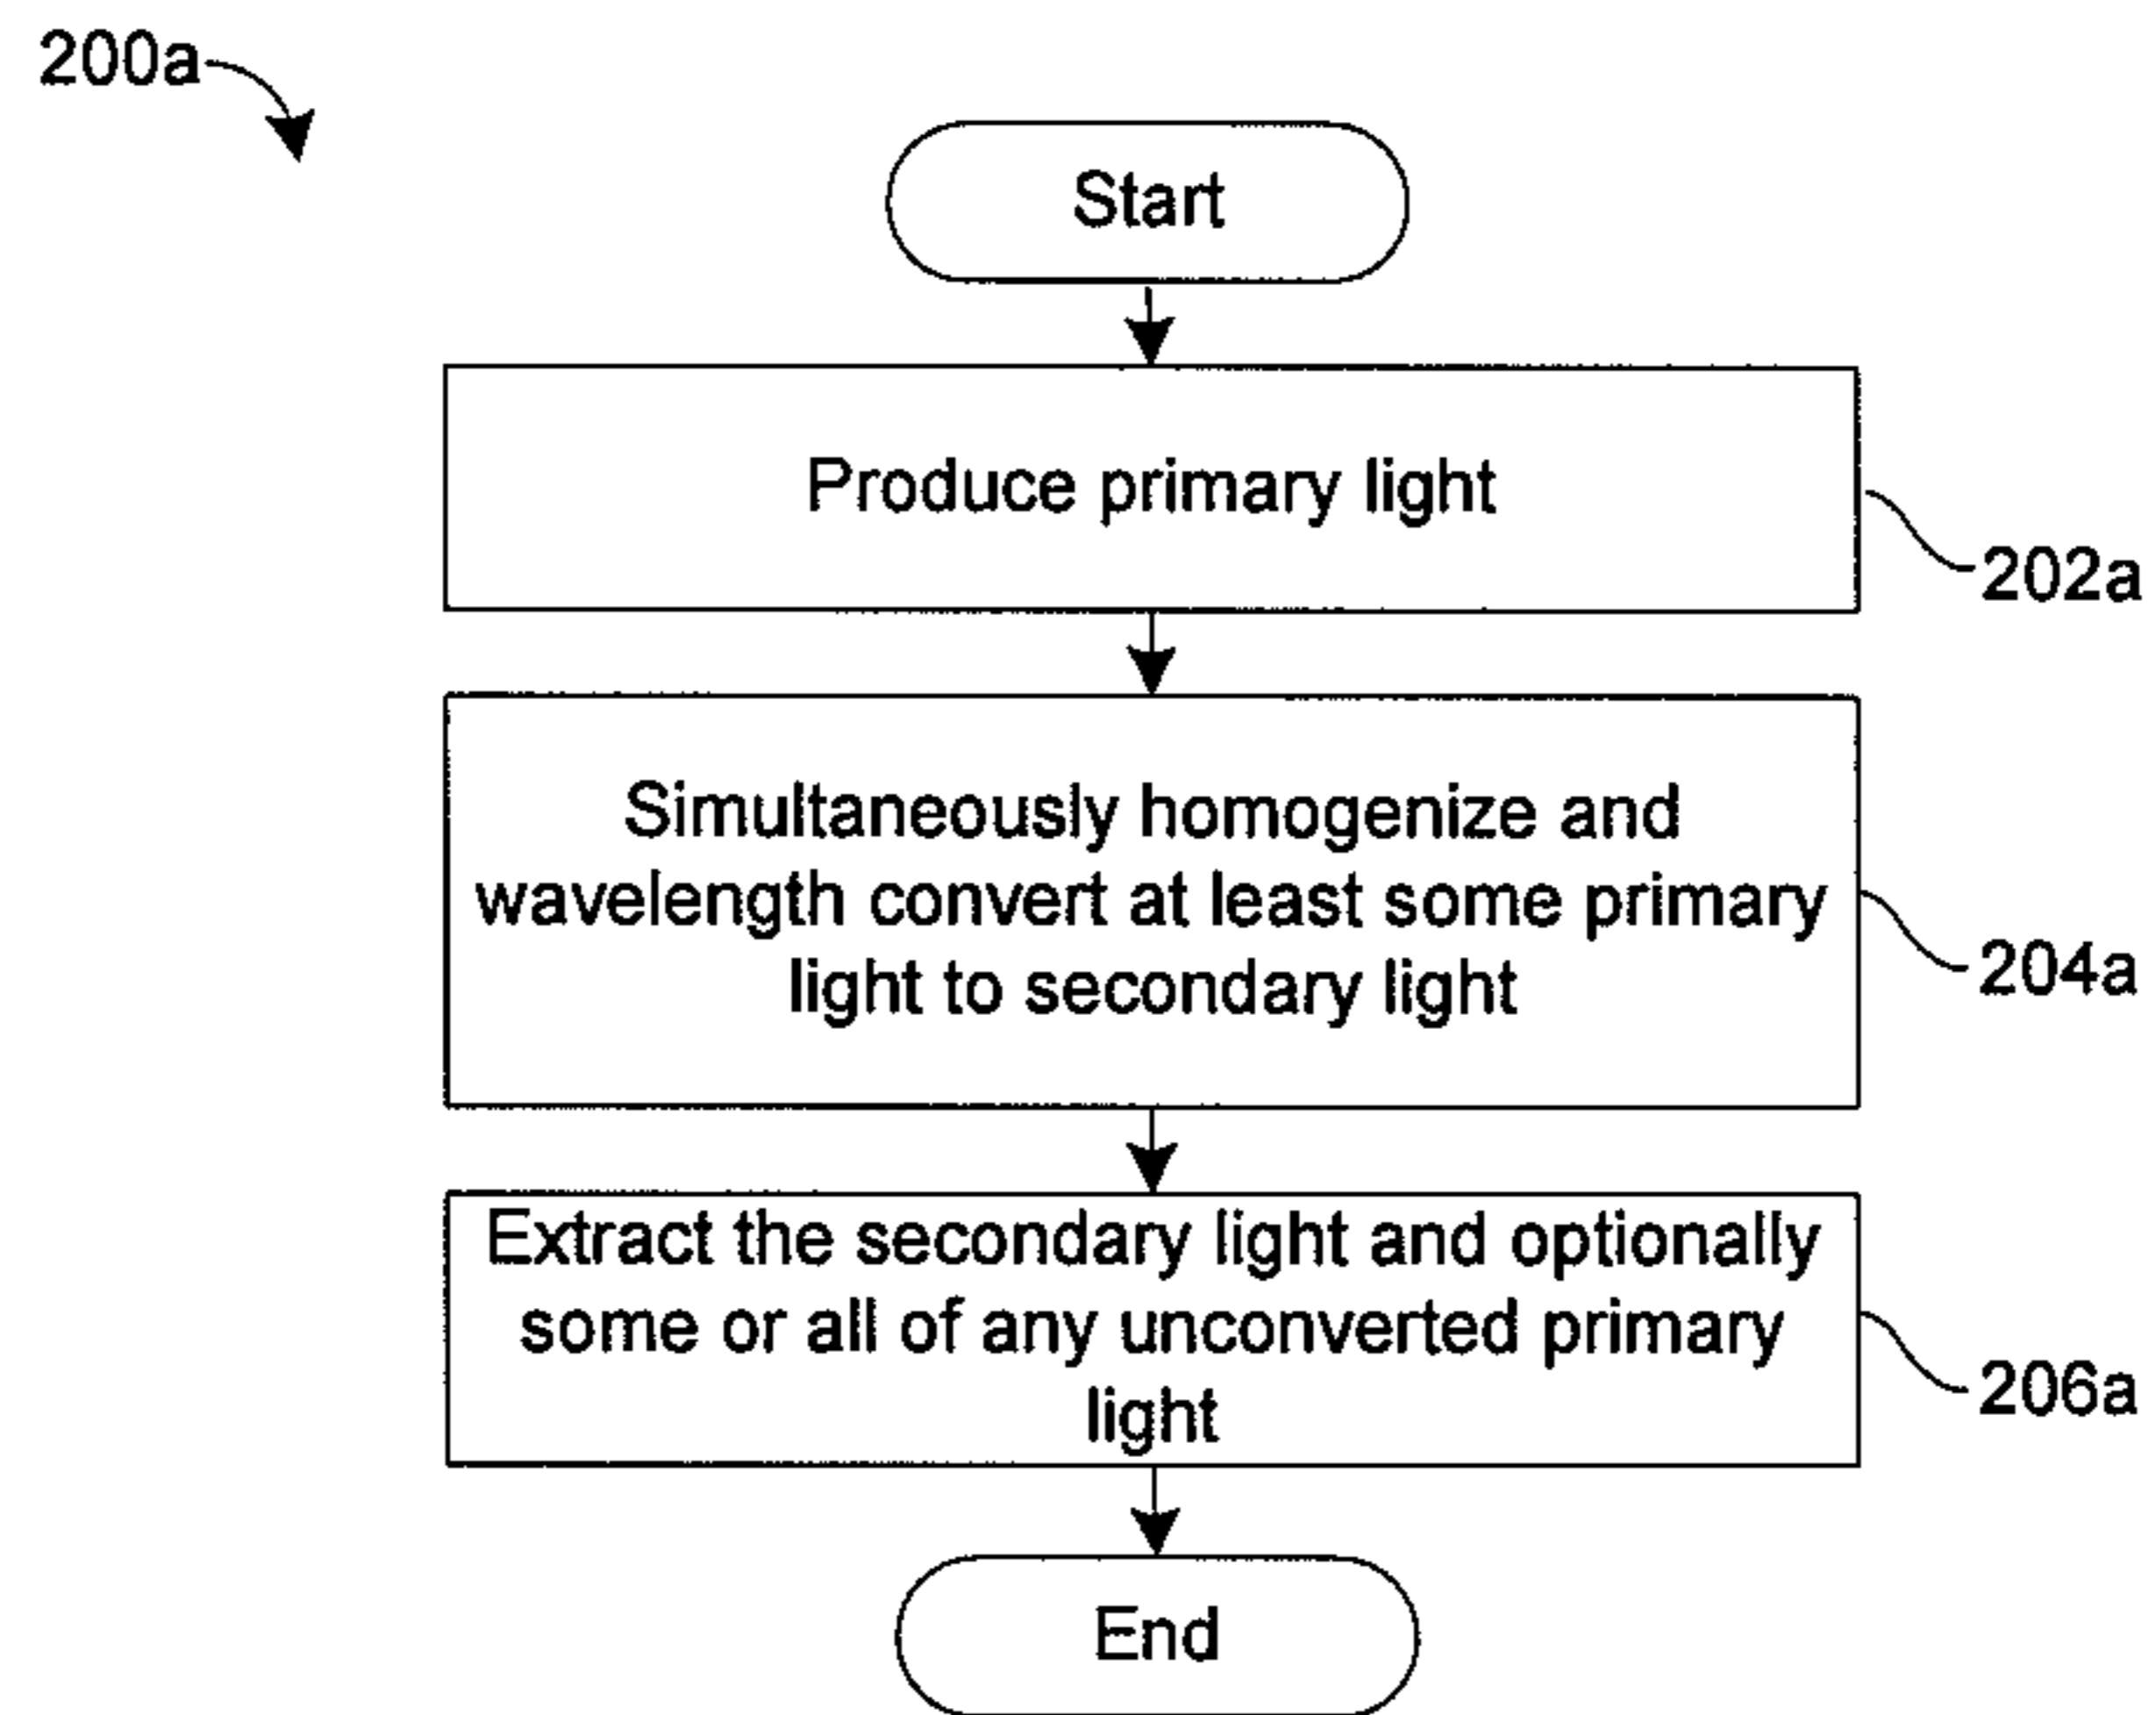 200a
Start
Produce primary light
202a
Simultaneously homogenize and
wavelength convert at least some primary
light to secondary light
204a
Extract the secondary light and optionally
some or all of any unconverted primary
light
206a
End